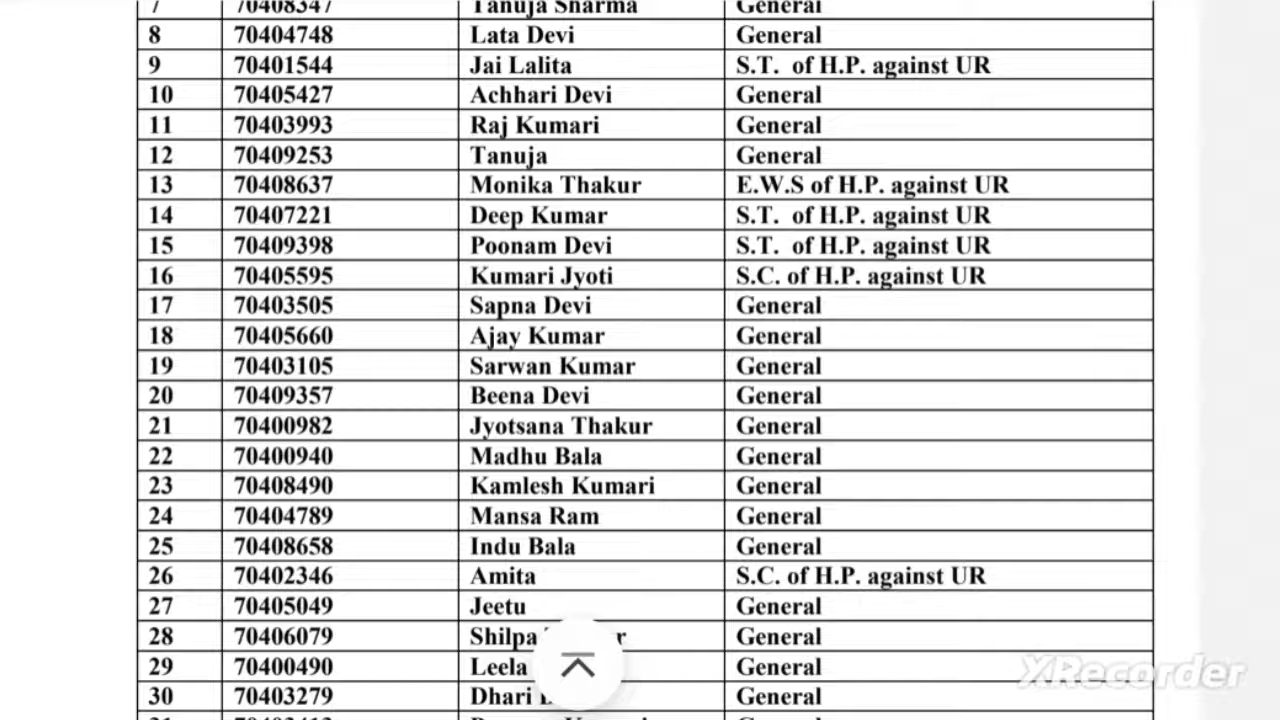 7 70408347 Tanuja Sharma General
8 70404748 Lata Devi General
9 70401544 Jai Lalita S.T. of H.P. against UR
10 70405427 Achhari Devi General
11 70403993 Raj Kumari General
12 70409253 Tanuja General
13 70408637 Monika Thakur E.W.S of H.P. against UR
14 70407221 Deep Kumar S.T. of H.P. against UR
15 70409398 Poonam Devi S.T. of H.P. against UR
16 70405595 Kumari Jyoti S.C. of H.P. against UR
17 70403505 Sapna Devi General
18 70405660 Ajay Kumar General
19 70403105 Sarwan Kumar General
20 70409357 Beena Devi General
21 70400982 Jyotsana Thakur General
22 70400940 Madhu Bala General
23 70408490 Kamlesh Kumari General
24 70404789 Mansa Ram General
25 70408658 Indu Bala General
26 70402346 Amita S.C. of H.P. against UR
27 70405049 Jeetu General
28 70406079 Shilpa General
29 70400490 Leela General
30 70403279 Dhari General
XRecorder